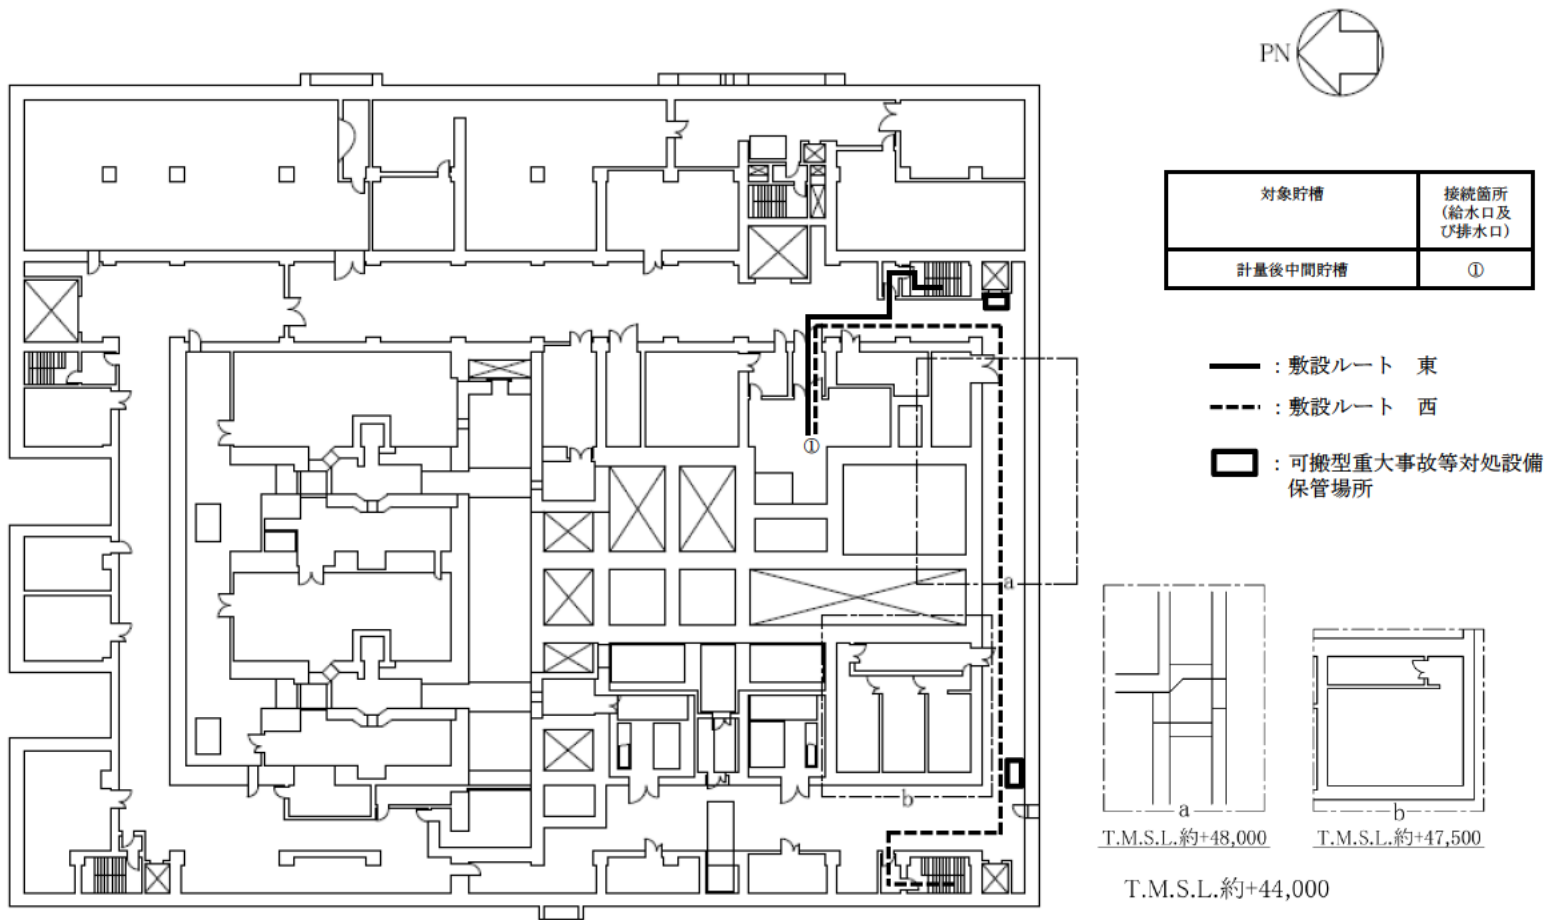 PN
対象貯槽
接続箇所
(給水口及
び排水口)
計量後中間貯槽
①
：敷設ルート　東
：敷設ルート　西
：可搬型重大事故等対処設備
保管場所
①
a
b
a
T.M.S.L.約+48,000
b
T.M.S.L.約+47,500
T.M.S.L.約+44,000